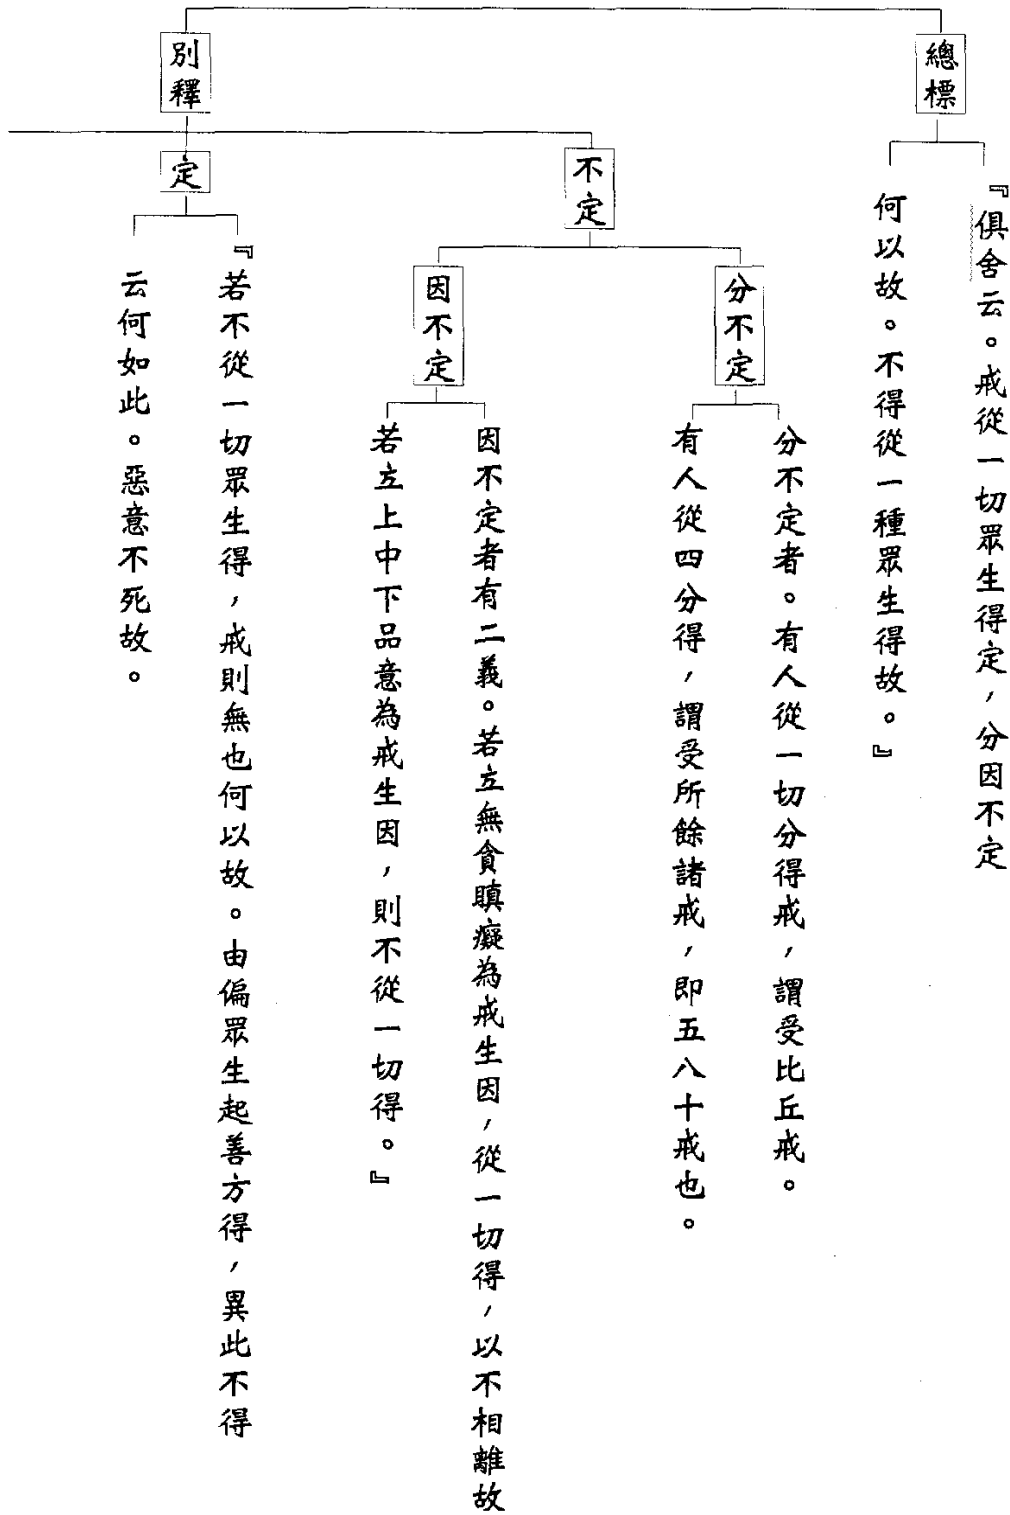 總標
『俱舍云。戒從一切眾生得定，分因不定
何以故。不得從一種眾生得故。』
別釋
不定
分不定
分不定者。有人從一切分得戒，謂受比丘戒。
有人從四分得，謂受所餘諸戒，即五八十戒也。
因不定
因不定者有二義。若立無貪瞋癡為戒生因，從一切得，以不相離故
若立上中下品意為戒生因，則不從一切得。』
定
『若不從一切眾生得，戒則無也何以故。由偏眾生起善方得，異此不得
云何如此。惡意不死故。